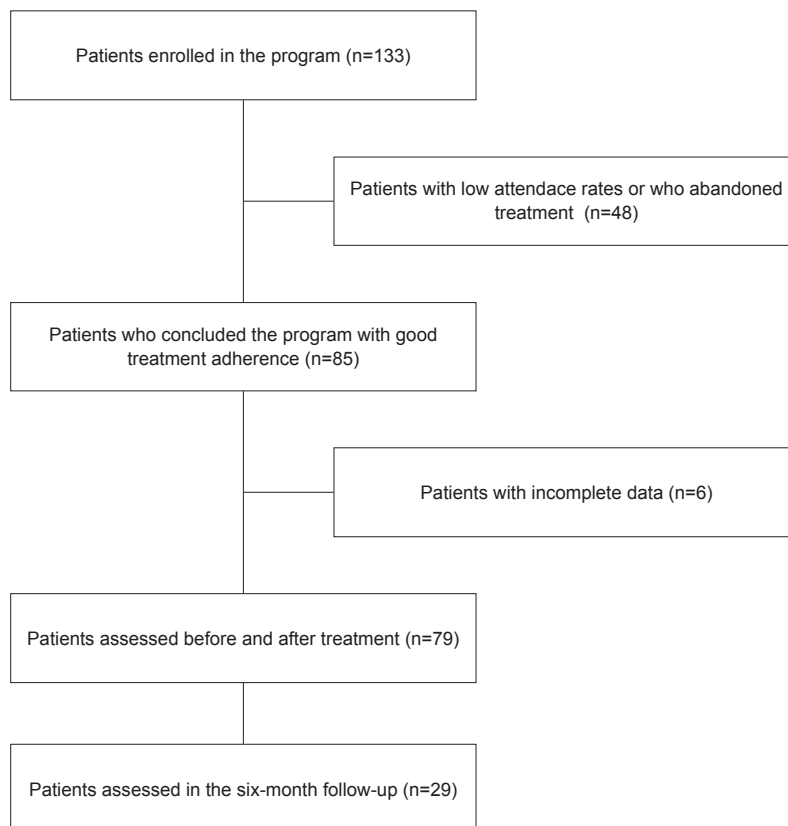 Patients enrolled in the program (n=133)
Patients with low attendace rates or who abandoned
treatment (n=48)
Patients who concluded the program with good
treatment adherence (n=85)
Patients with incomplete data (n=6)
Patients assessed before and after treatment (n=79)
Patients assessed in the six-month follow-up (n=29)